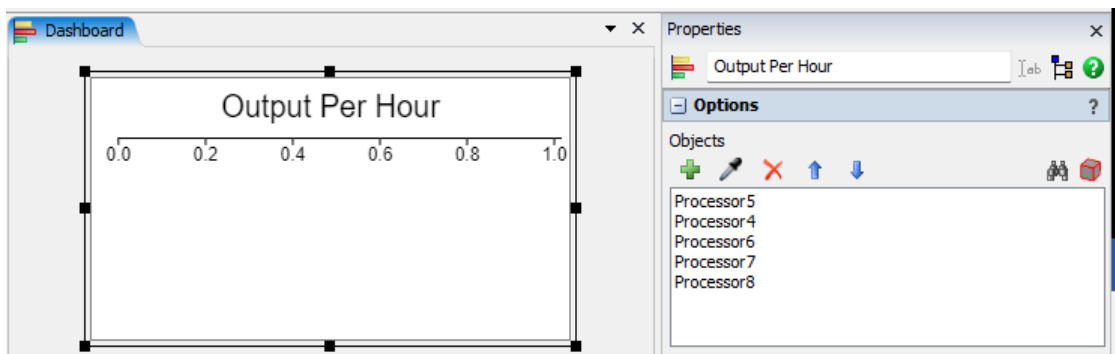 Dashboard
Output Per Hour
0.0 0.2 0.4 0.6 0.8 1.0
Properties
Output Per Hour
ab
?
Options
?
Objects
Processor5
Processor4
Processor6
Processor7
Processor8